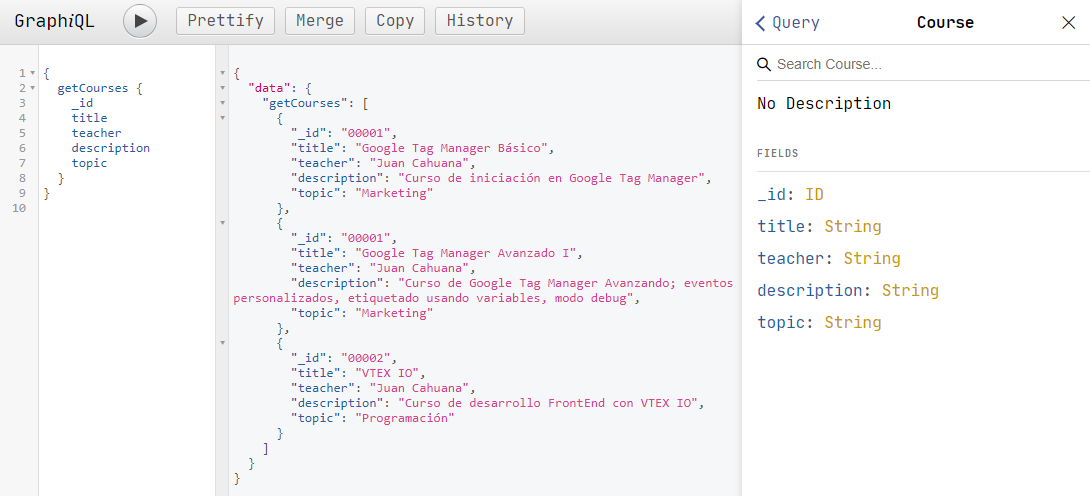 GraphiQL
Prettify
Merge
Copy
History
1 {
2 getCourses {
3 _id
4 title
5 teacher
6 description
7 topic
8 }
9 }
10
{
"data": {
"getCourses": [
{
"_id": "00001",
"title": "Google Tag Manager Básico",
"teacher": "Juan Cahuana",
"description": "Curso de iniciación en Google Tag Manager",
"topic": "Marketing"
},
{
"_id": "00001",
"title": "Google Tag Manager Avanzado I",
"teacher": "Juan Cahuana",
"description": "Curso de Google Tag Manager Avanzando; eventos
personalizados, etiquetado usando variables, modo debug",
"topic": "Marketing"
},
{
"_id": "00002",
"title": "VTEX IO",
"teacher": "Juan Cahuana",
"description": "Curso de desarrollo FrontEnd con VTEX IO",
"topic": "Programación"
}
]
}
}
Query
Course
Search Course...
No Description
FIELDS
_id: ID
title: String
teacher: String
description: String
topic: String